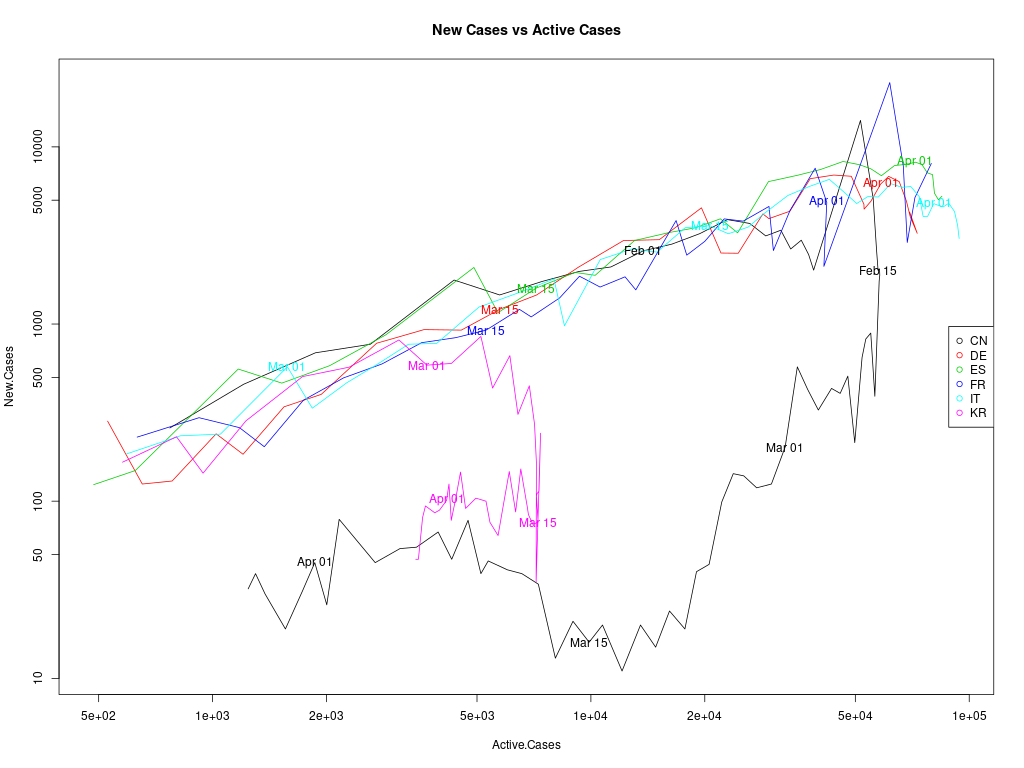 New Cases vs Active Cases
New.Cases
10000
5000
1000
500
100
50
10
Apr 01
Apr 01
Apr 01
Apr 01
Mar 15
Feb 01
Feb 15
Mar 15
Mar 15
Mar 15
Mar 01
Mar 01
Mar 01
Apr 01
Mar 15
Apr 01
Mar 15
CN
DE
ES
FR
IT
KR
5e+02
1e+03
2e+03
5e+03
1e+04
2e+04
5e+04
1e+05
Active.Cases